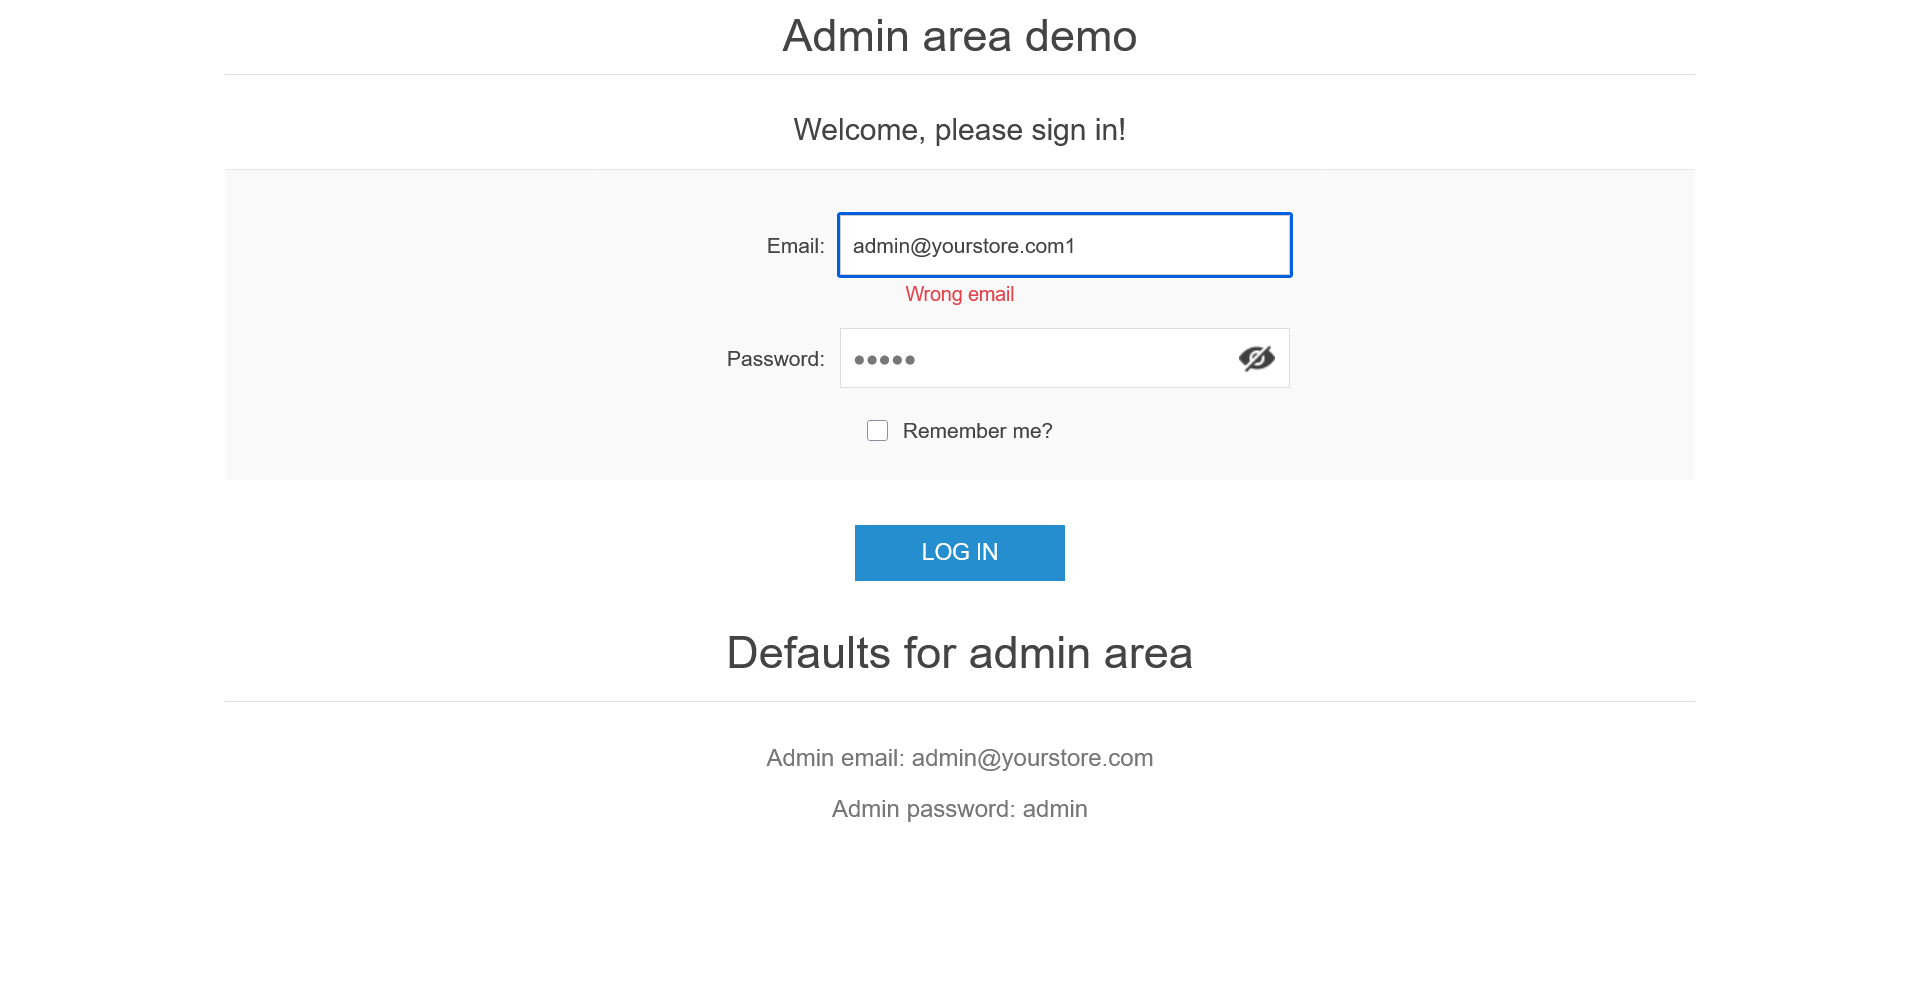 Admin area demo
Welcome, please sign in!
Email: admin@yourstore.com1
Wrong email
Password: •••••
Remember me?
LOG IN
Defaults for admin area
Admin email: admin@yourstore.com
Admin password: admin